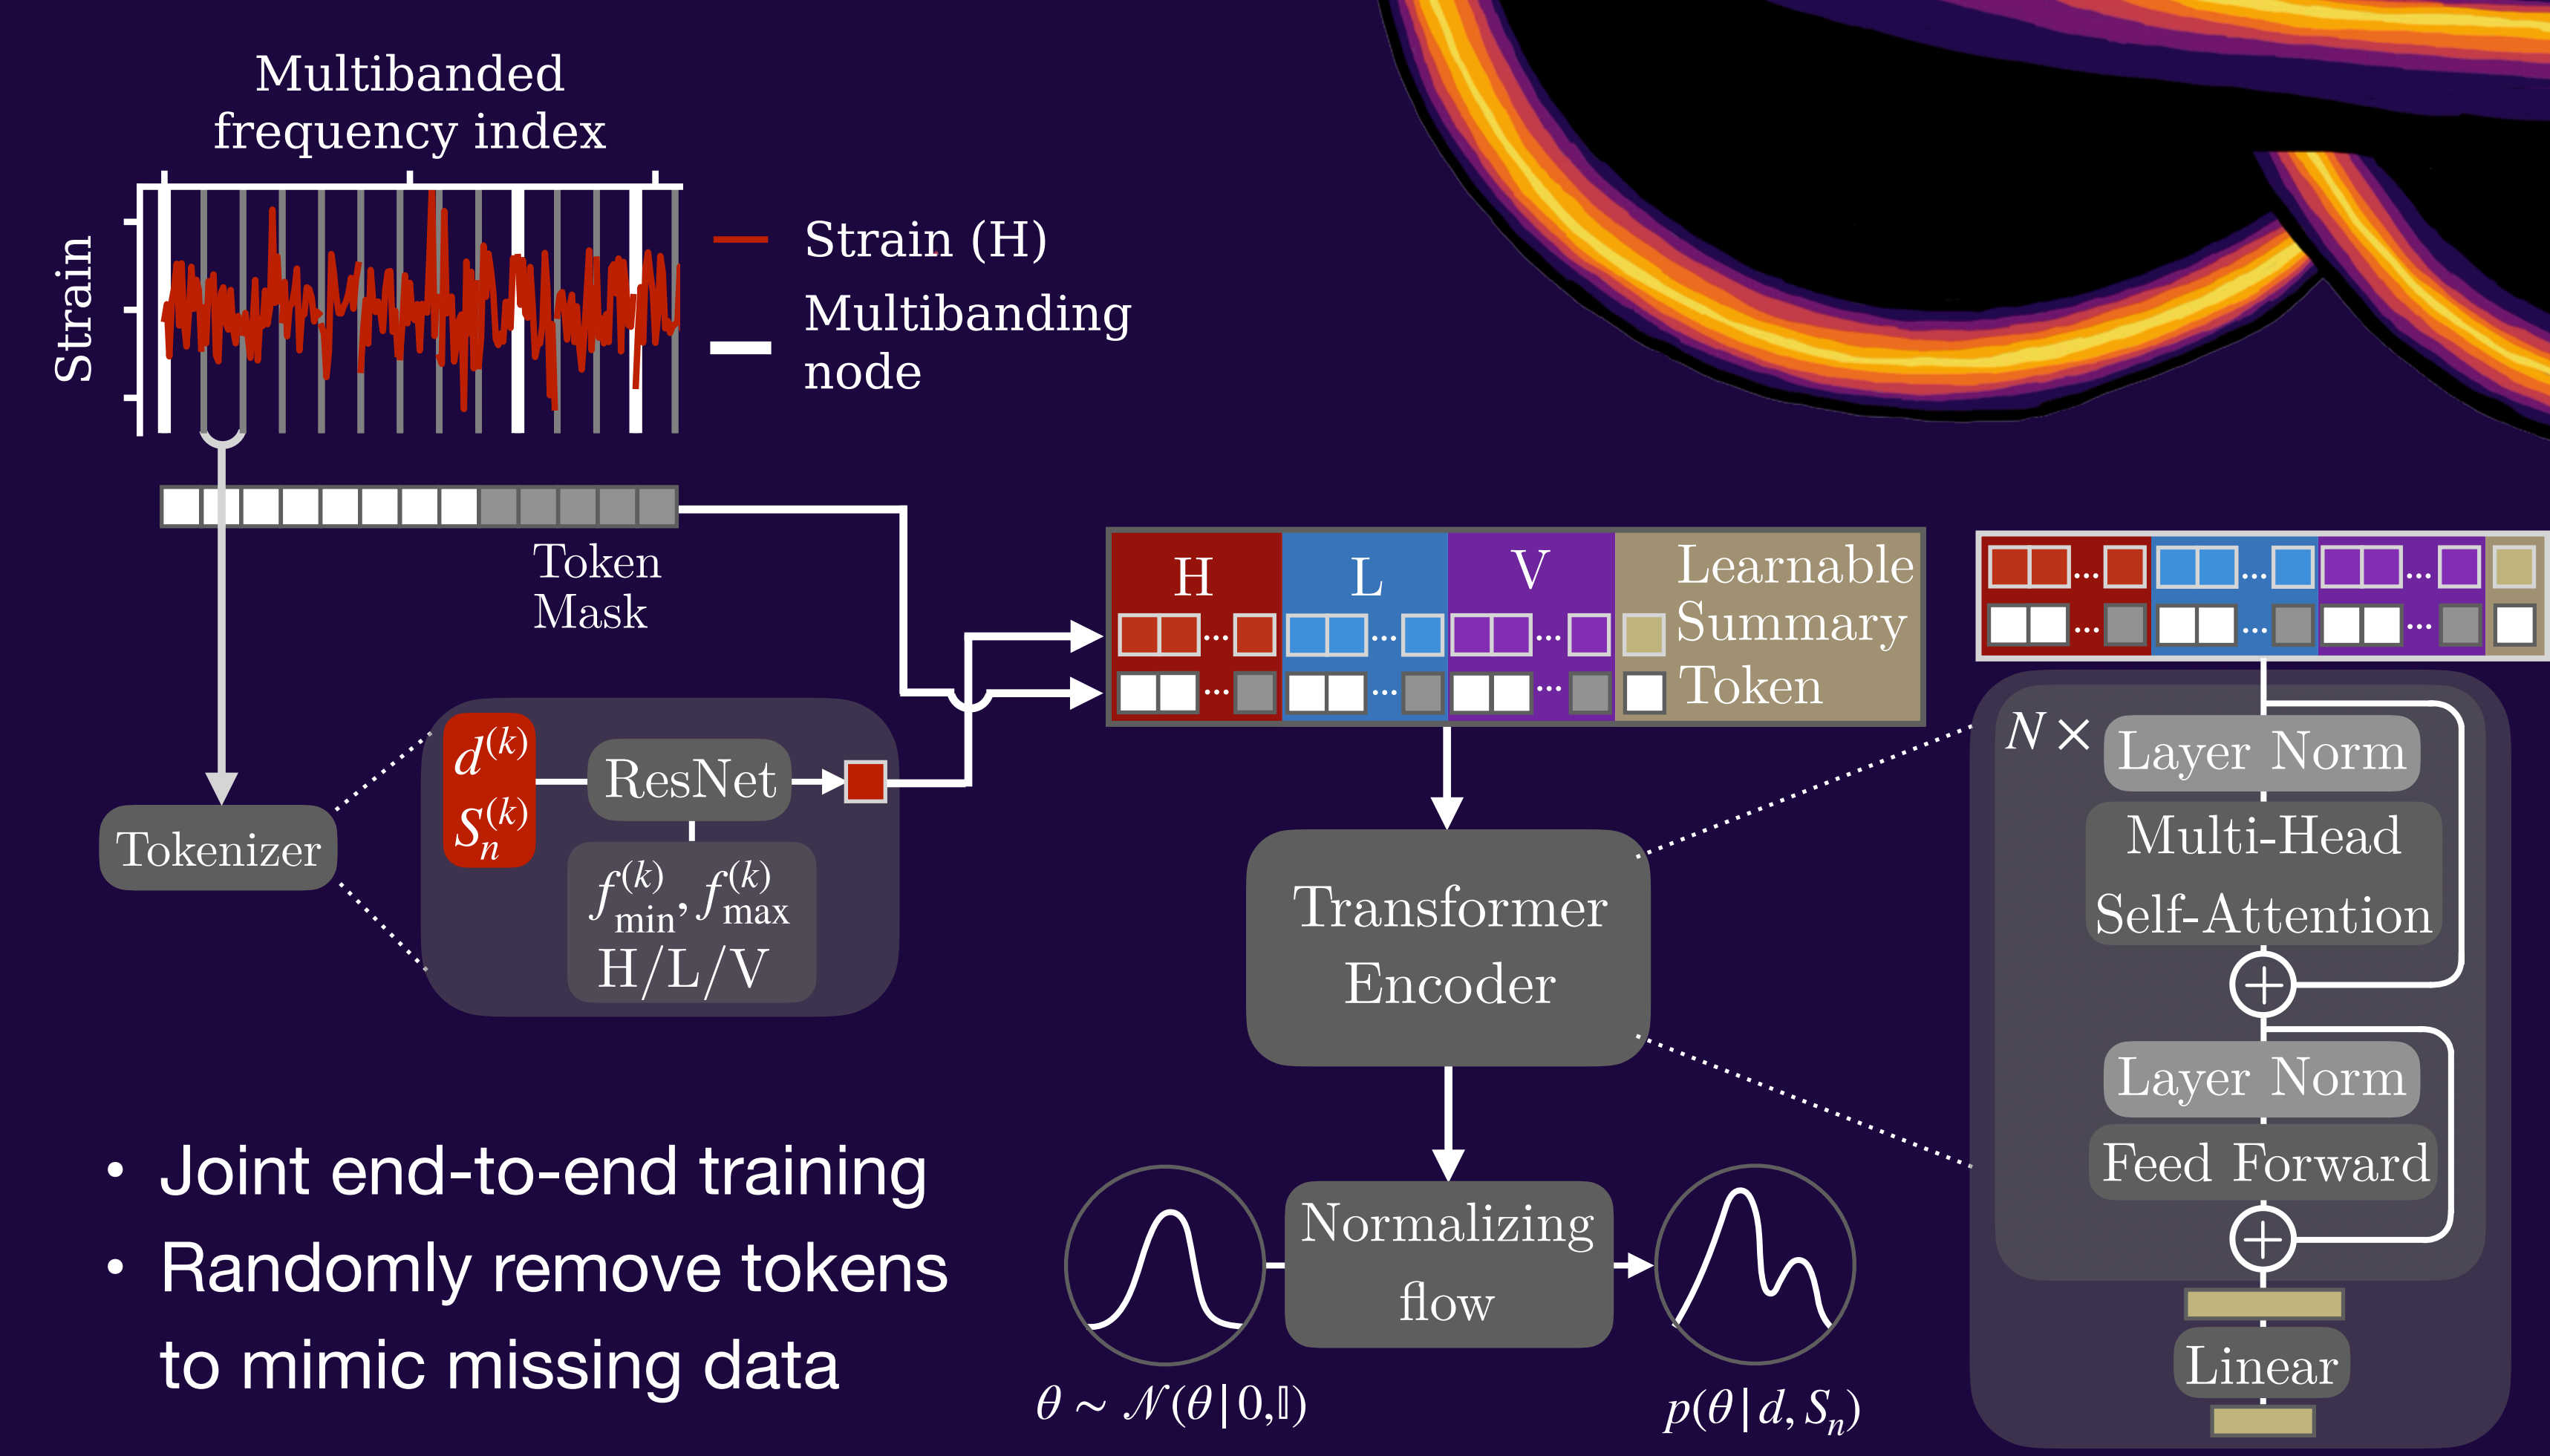 Multibanded
frequency index
Strain
Strain (H)
Multibanding
node
Token
Mask
Tokenizer
d^(k)
S_n^(k)
ResNet
f_min^(k), f_max^(k)
H/L/V
H
L
V
Learnable
Summary
Token
Transformer
Encoder
Normalizing
flow
θ ∼ 𝒩(θ|0,𝕀)
p(θ|d, S_n)
N ×
Layer Norm
Multi-Head
Self-Attention
Layer Norm
Feed Forward
Linear
• Joint end-to-end training
• Randomly remove tokens
to mimic missing data